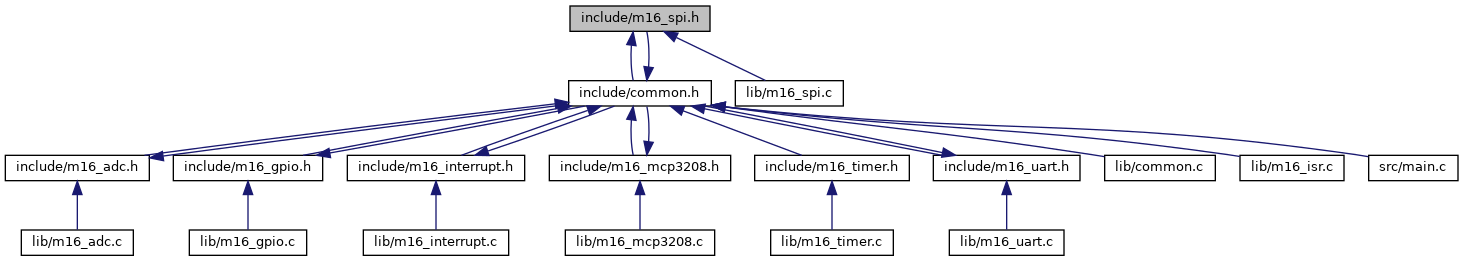 include/m16_spi.h
include/common.h
lib/m16_spi.c
include/m16_adc.h
include/m16_gpio.h
include/m16_interrupt.h
include/m16_mcp3208.h
include/m16_timer.h
include/m16_uart.h
lib/common.c
lib/m16_isr.c
src/main.c
lib/m16_adc.c
lib/m16_gpio.c
lib/m16_interrupt.c
lib/m16_mcp3208.c
lib/m16_timer.c
lib/m16_uart.c